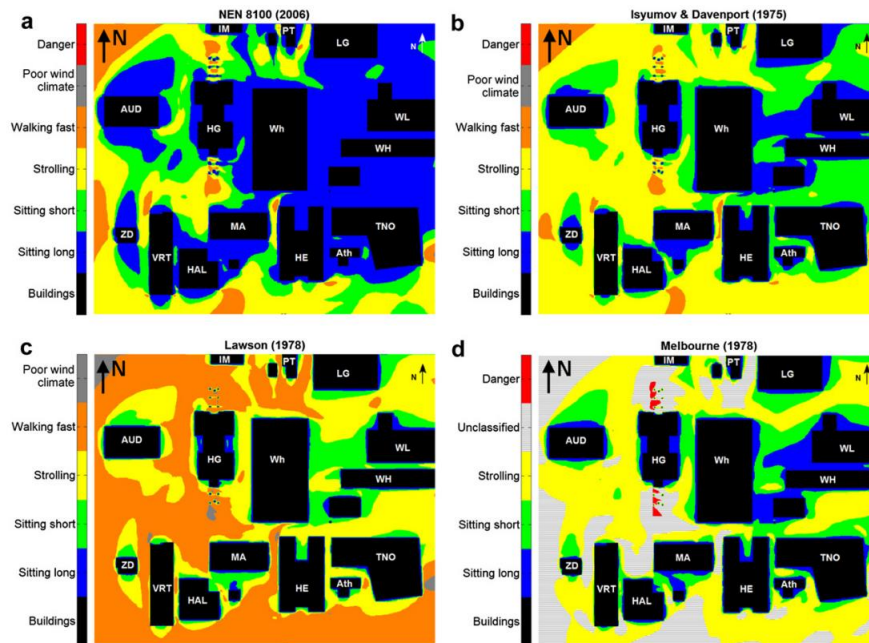 a
NEN 8100 (2006)
Danger
Poor wind
climate
Walking fast
Strolling
Sitting short
Sitting long
Buildings
N
N
IM
PT
LG
AUD
HG
Wh
WL
WH
ZD
VRT
HAL
MA
HE
Ath
TNO
b
Isyumov & Davenport (1975)
Danger
Poor wind
climate
Walking fast
Strolling
Sitting short
Sitting long
Buildings
N
N
IM
PT
LG
AUD
HG
Wh
WL
WH
ZD
VRT
HAL
MA
HE
Ath
TNO
c
Lawson (1978)
Poor wind
climate
Walking fast
Strolling
Sitting short
Sitting long
Buildings
N
N
IM
PT
LG
AUD
HG
Wh
WL
WH
ZD
VRT
HAL
MA
HE
Ath
TNO
d
Melbourne (1978)
Danger
Unclassified
Strolling
Sitting short
Sitting long
Buildings
N
N
IM
PT
LG
AUD
HG
Wh
WL
WH
ZD
VRT
HAL
MA
HE
Ath
TNO